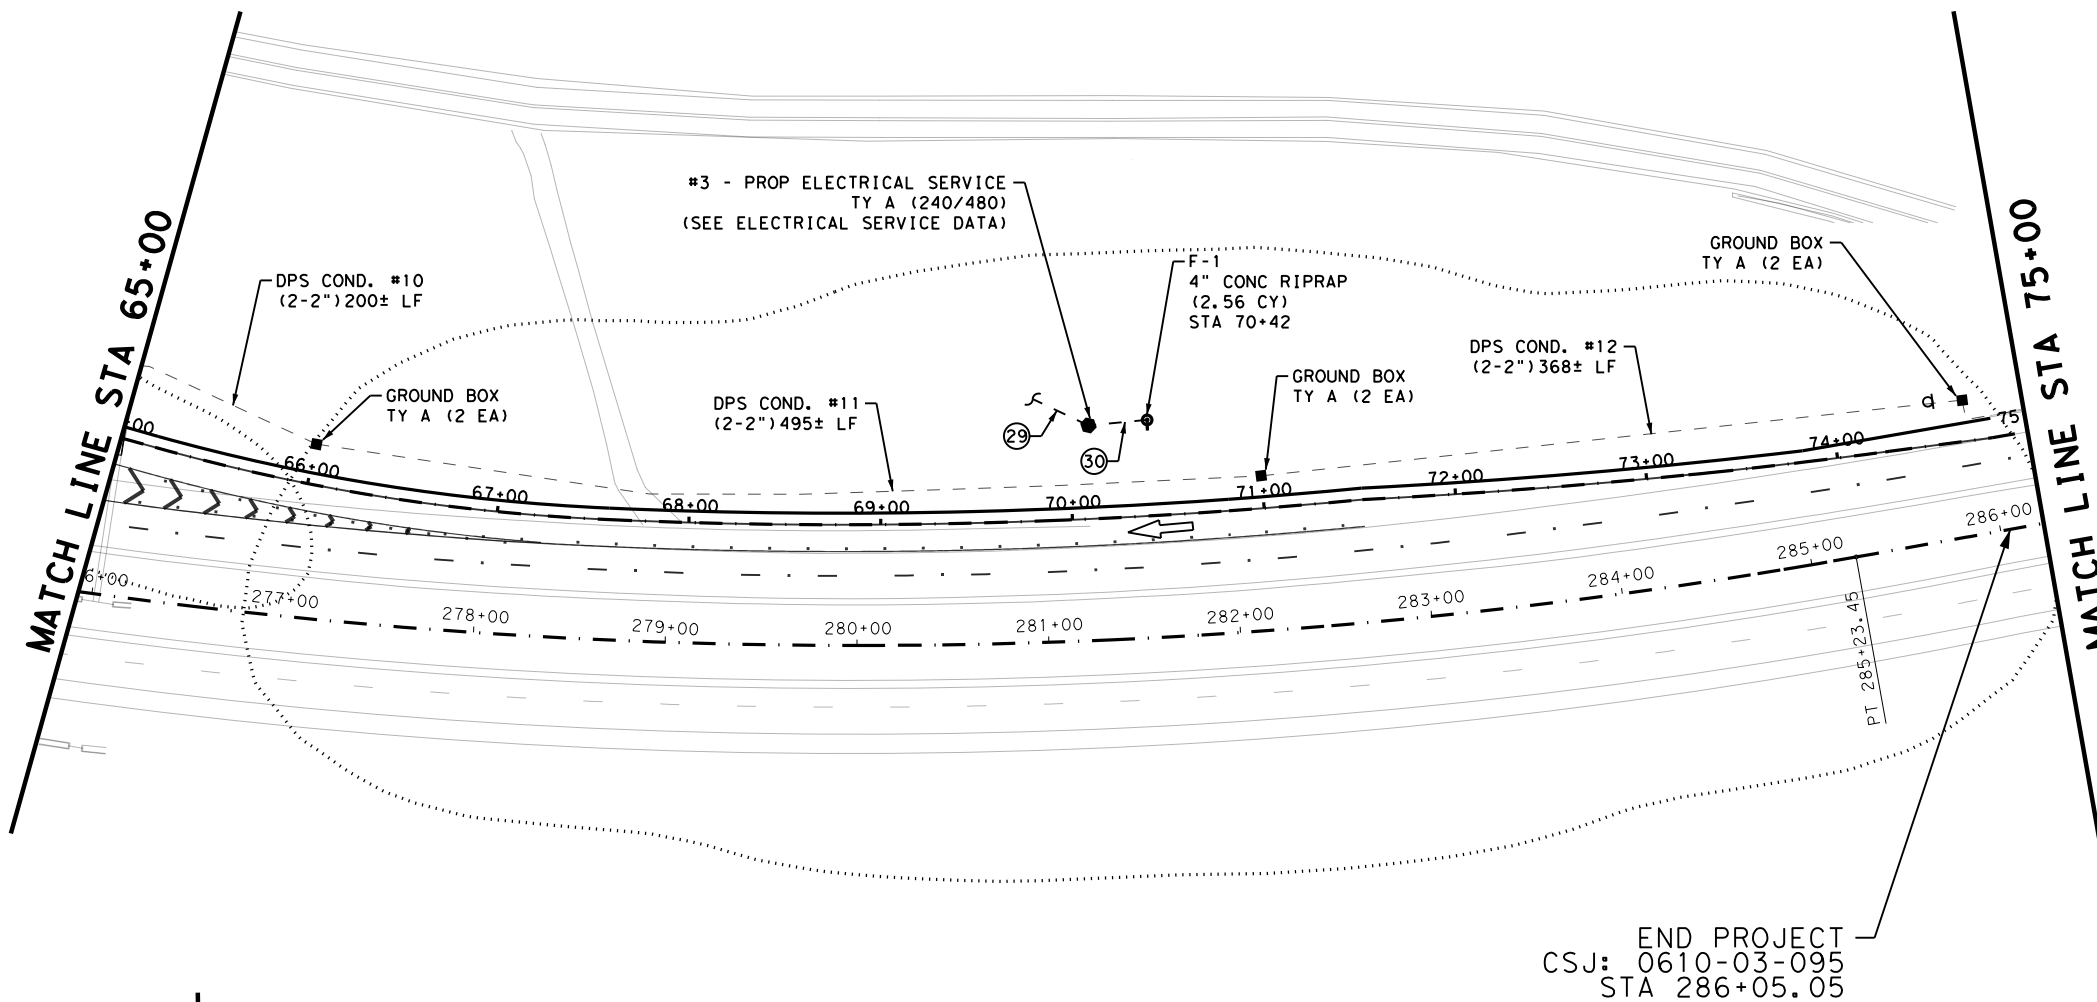 MATCH LINE STA 65+00
#3 - PROP ELECTRICAL SERVICE
TY A (240/480)
(SEE ELECTRICAL SERVICE DATA)
F-1
4" CONC RIPRAP
(2.56 CY)
STA 70+42
GROUND BOX
TY A (2 EA)
MATCH LINE STA 75+00
DPS COND. #10
(2-2")200± LF
GROUND BOX
TY A (2 EA)
DPS COND. #11
(2-2")495± LF
29
30
GROUND BOX
TY A (2 EA)
DPS COND. #12
(2-2")368± LF
q
00
66+00
67+00
68+00
69+00
70+00
71+00
72+00
73+00
74+00
75
6+00
277+00
278+00
279+00
280+00
281+00
282+00
283+00
284+00
285+00
286+00
PT 285+23.45
END PROJECT
CSJ: 0610-03-095
STA 286+05.05